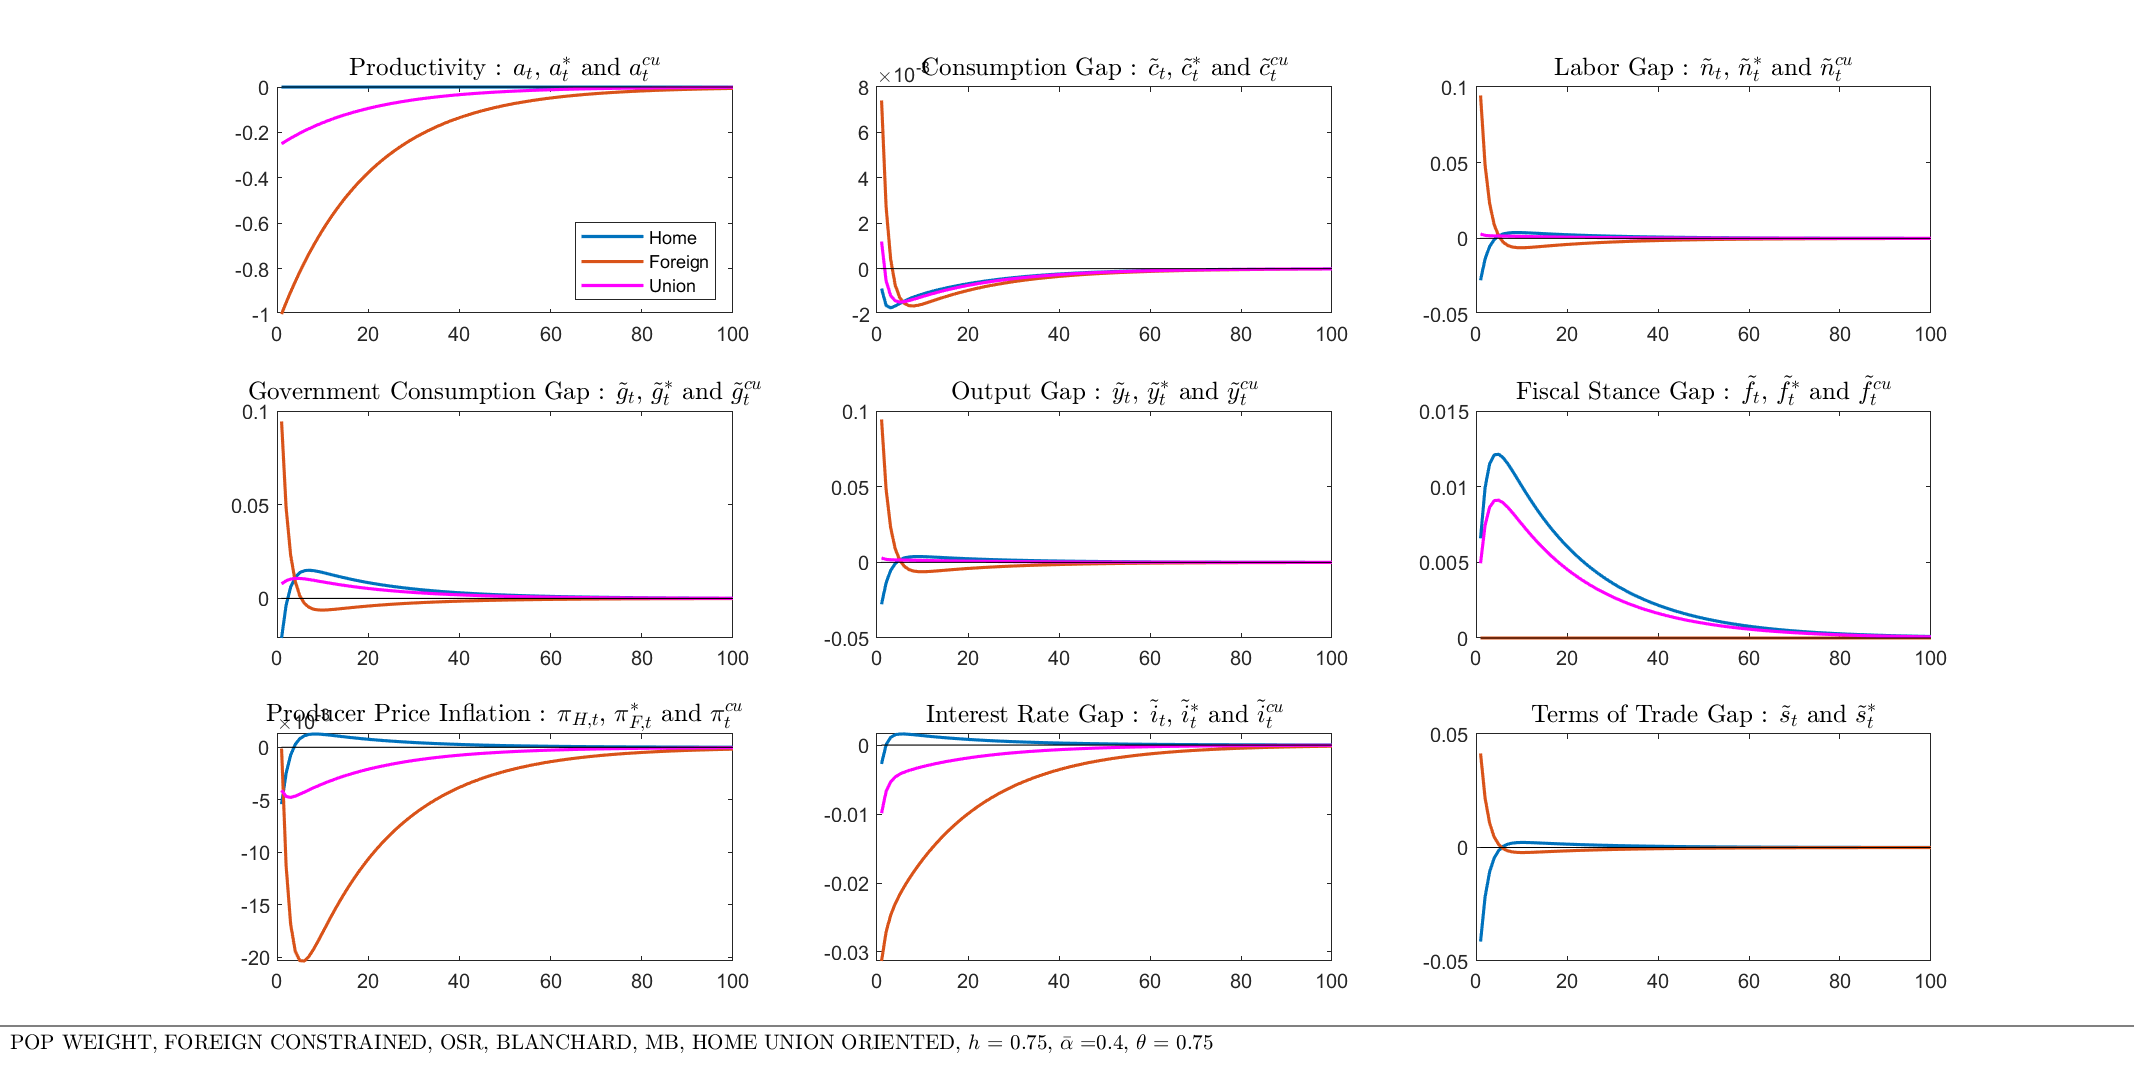 Productivity : a_t, a_t^* and a_t^{cu}
0
-0.2
-0.4
-0.6
-0.8
-1
0 20 40 60 80 100
Home
Foreign
Union
Consumption Gap : c̃_t, c̃_t^* and c̃_t^{cu}
×10^{-3}
8
6
4
2
0
-2
0 20 40 60 80 100
Labor Gap : ñ_t, ñ_t^* and ñ_t^{cu}
0.1
0.05
0
-0.05
0 20 40 60 80 100
Government Consumption Gap : g̃_t, g̃_t^* and g̃_t^{cu}
0.1
0.05
0
0 20 40 60 80 100
Output Gap : ỹ_t, ỹ_t^* and ỹ_t^{cu}
0.1
0.05
0
-0.05
0 20 40 60 80 100
Fiscal Stance Gap : f̃_t, f̃_t^* and f̃_t^{cu}
0.015
0.01
0.005
0
0 20 40 60 80 100
Producer Price Inflation : π_{H,t}, π_{F,t}^* and π_t^{cu}
×10^{-3}
0
-5
-10
-15
-20
0 20 40 60 80 100
Interest Rate Gap : ĩ_t, ĩ_t^* and ĩ_t^{cu}
0
-0.01
-0.02
-0.03
0 20 40 60 80 100
Terms of Trade Gap : s̃_t and s̃_t^*
0.05
0
-0.05
0 20 40 60 80 100
POP WEIGHT, FOREIGN CONSTRAINED, OSR, BLANCHARD, MB, HOME UNION ORIENTED, h = 0.75, ᾱ =0.4, θ = 0.75